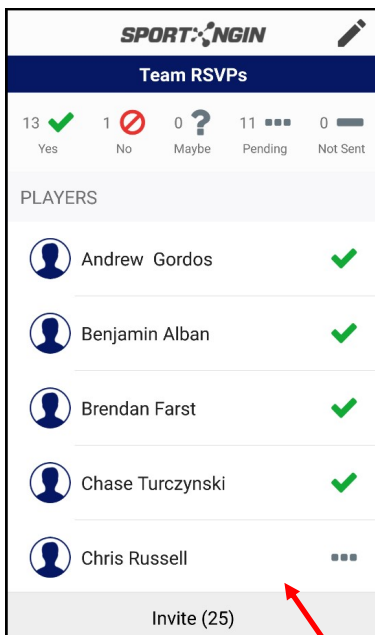 SPORT NGIN
Team RSVPs
13 1 0 ? 11 0
Yes No Maybe Pending Not Sent
PLAYERS
Andrew Gordos
Benjamin Alban
Brendan Farst
Chase Turczynski
Chris Russell
Invite (25)